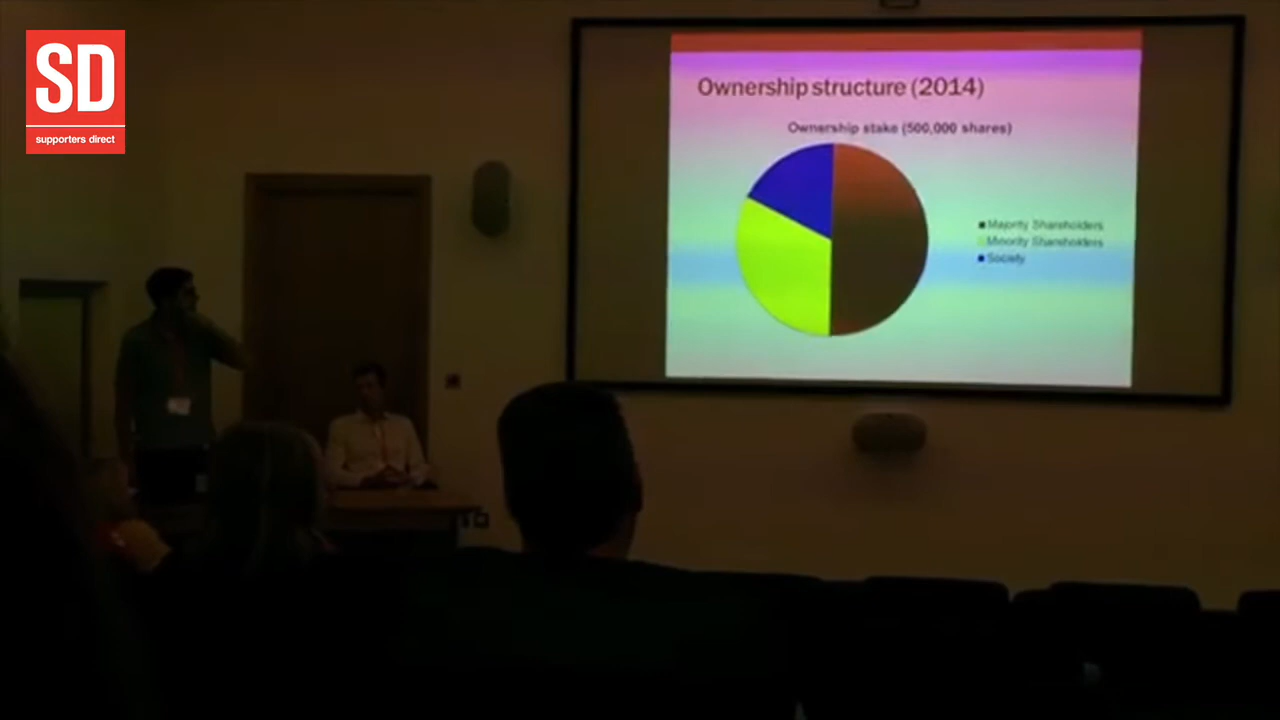 SD
supporters direct
Ownership structure (2014)
Ownership stake (500,000 shares)
Majority Shareholders
Minority Shareholders
Society